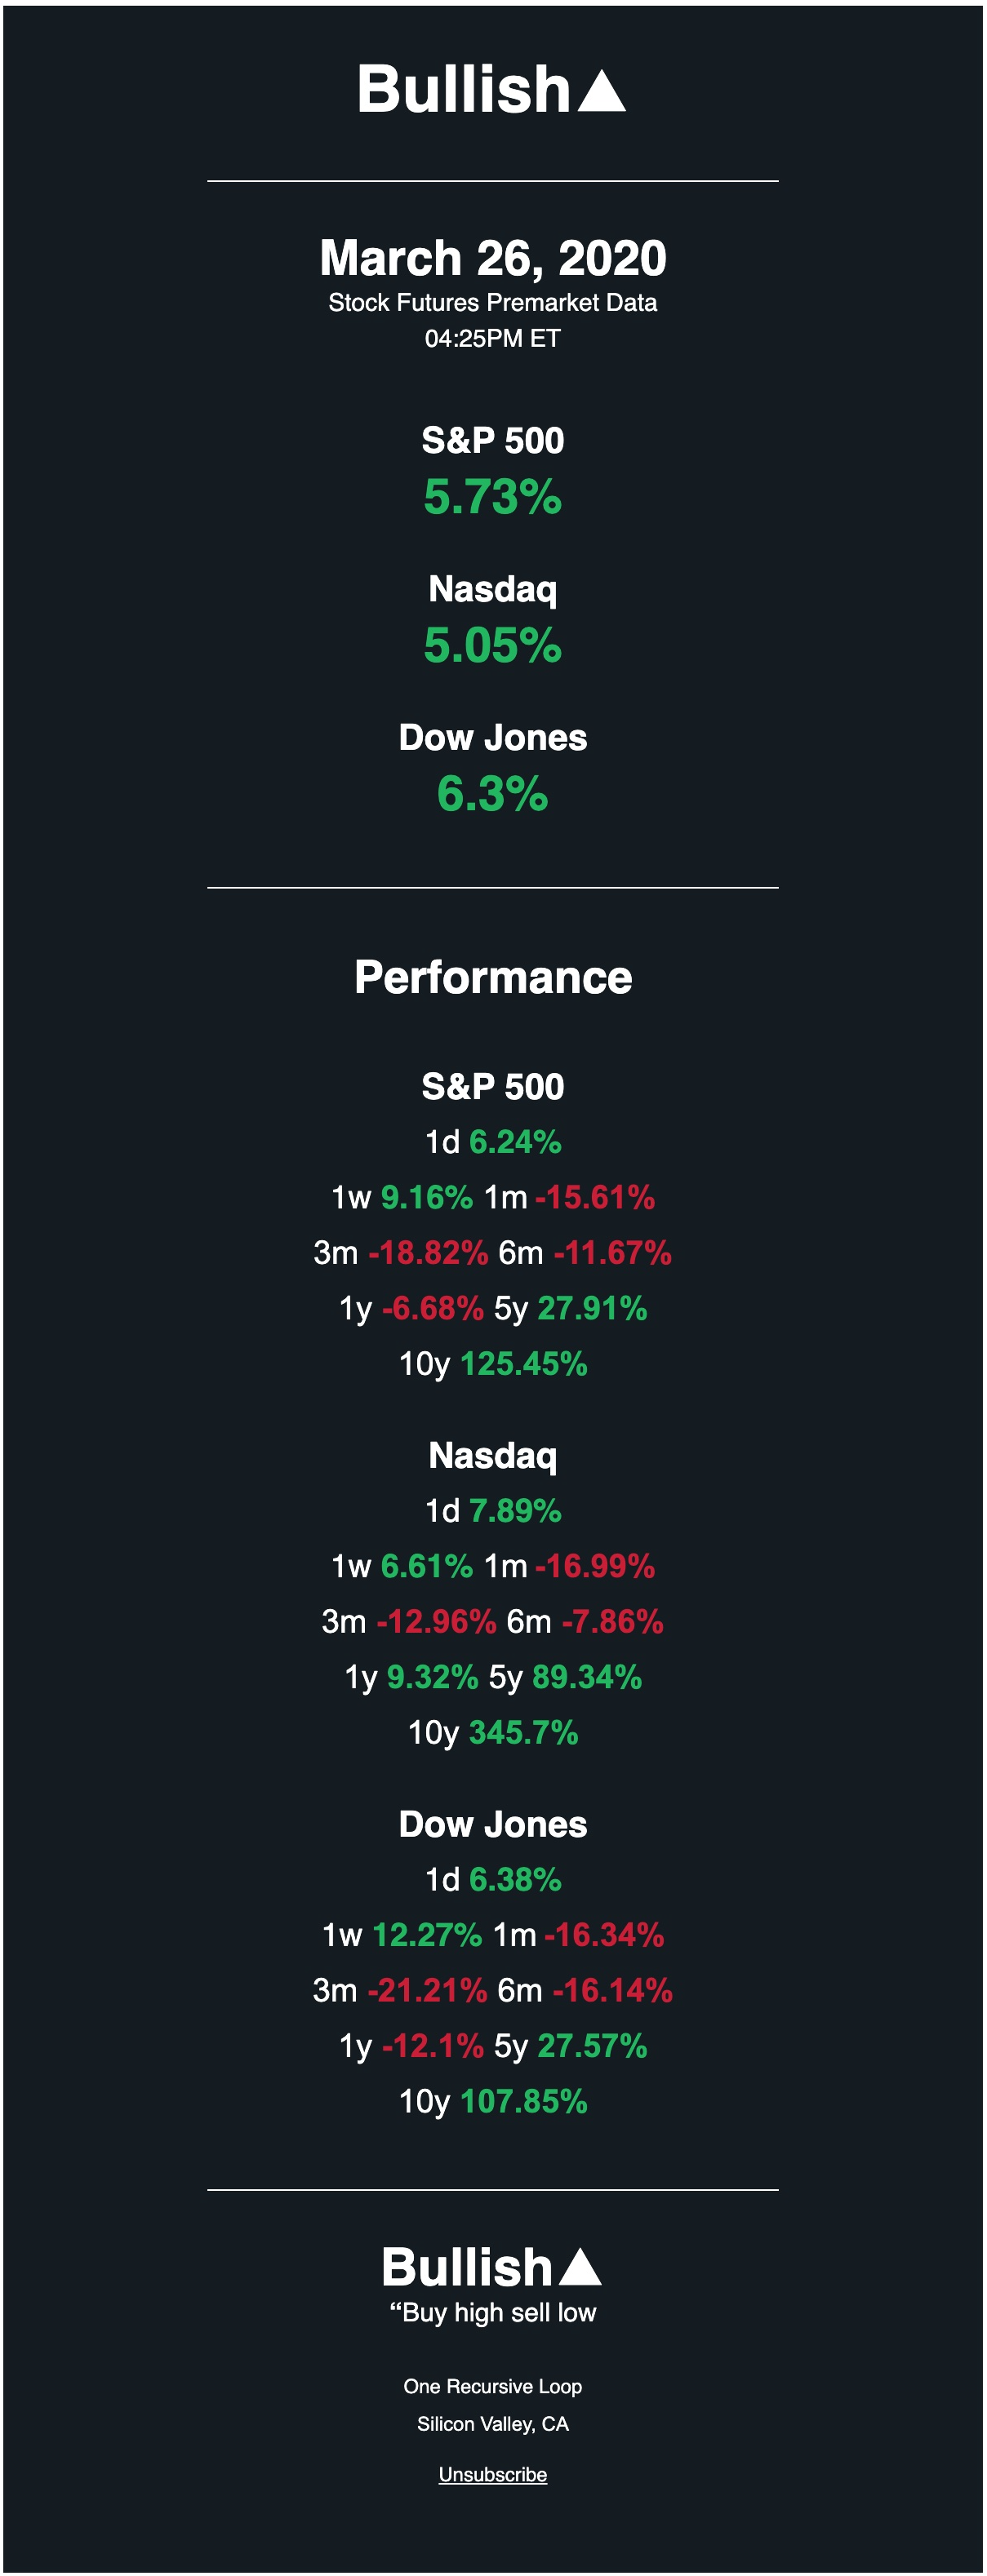 Bullish▲
March 26, 2020
Stock Futures Premarket Data
04:25PM ET
S&P 500
5.73%
Nasdaq
5.05%
Dow Jones
6.3%
Performance
S&P 500
1d 6.24%
1w 9.16% 1m -15.61%
3m -18.82% 6m -11.67%
1y -6.68% 5y 27.91%
10y 125.45%
Nasdaq
1d 7.89%
1w 6.61% 1m -16.99%
3m -12.96% 6m -7.86%
1y 9.32% 5y 89.34%
10y 345.7%
Dow Jones
1d 6.38%
1w 12.27% 1m -16.34%
3m -21.21% 6m -16.14%
1y -12.1% 5y 27.57%
10y 107.85%
Bullish▲
“Buy high sell low
One Recursive Loop
Silicon Valley, CA
Unsubscribe